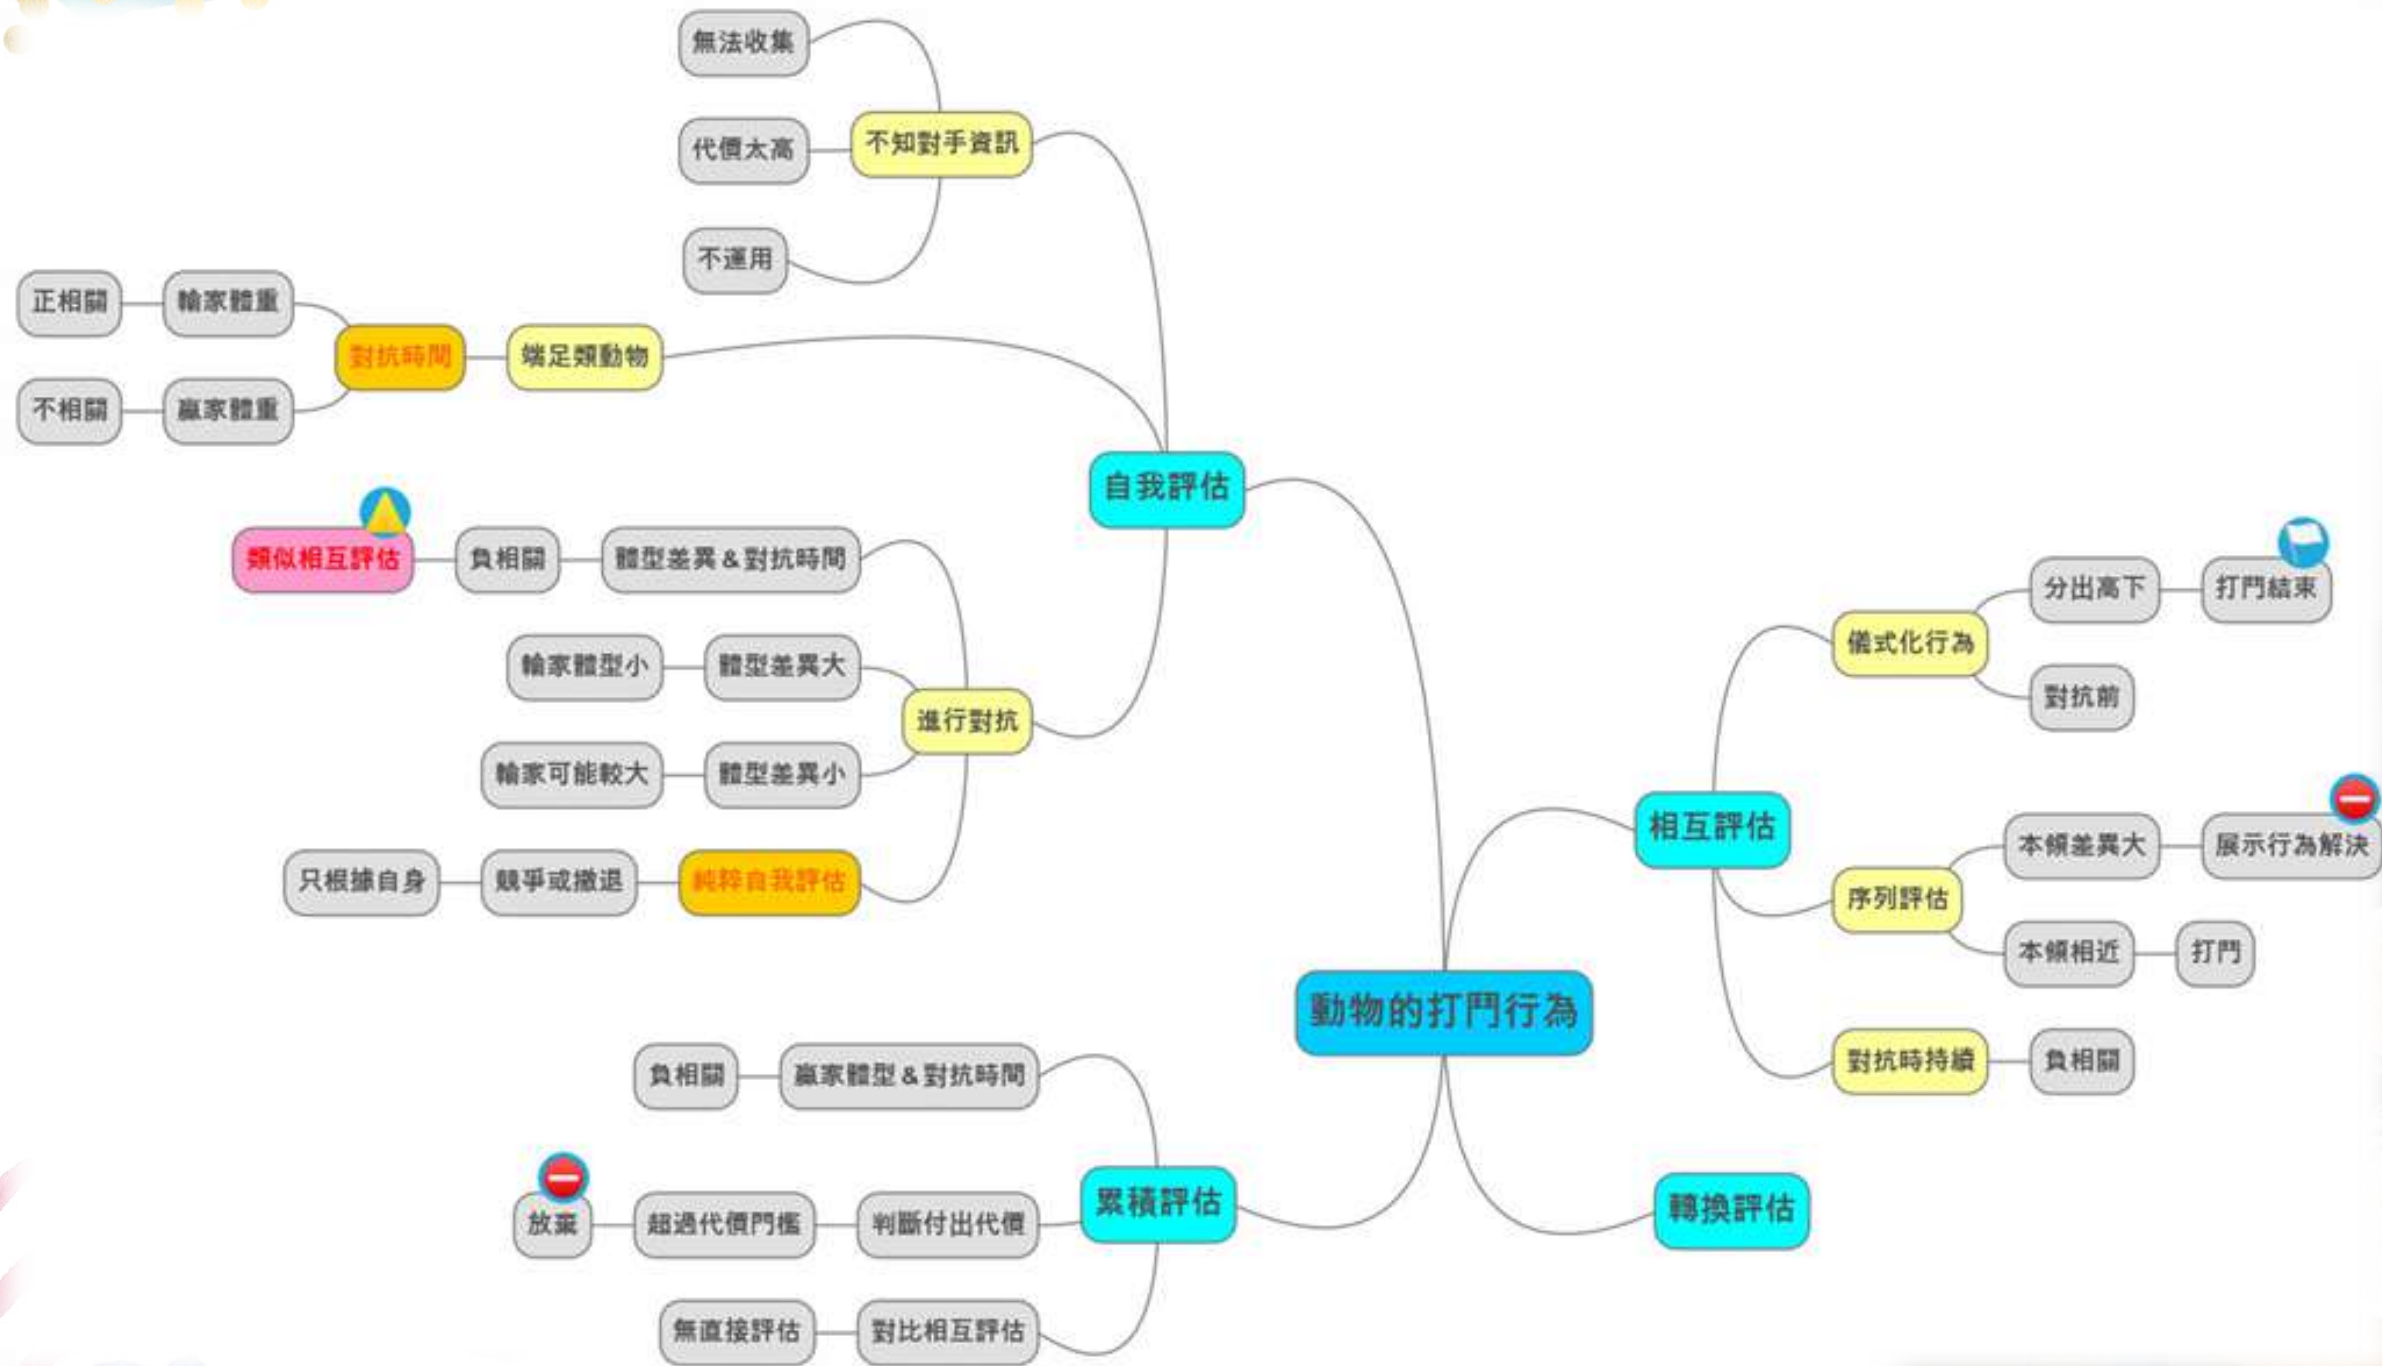 無法收集
不知對手資訊
代價太高
不運用
正相關
輸家體重
對抗時間
端足類動物
不相關
贏家體重
自我評估
類似相互評估
負相關
體型差異&對抗時間
輸家體型小
體型差異大
進行對抗
輸家可能較大
體型差異小
只根據自身
競爭或撤退
純粹自我評估
動物的打鬥行為
相互評估
儀式化行為
分出高下
打鬥結束
對抗前
序列評估
本領差異大
展示行為解決
本領相近
打鬥
對抗時持續
負相關
負相關
贏家體型&對抗時間
累積評估
放棄
超過代價門檻
判斷付出代價
無直接評估
對比相互評估
轉換評估